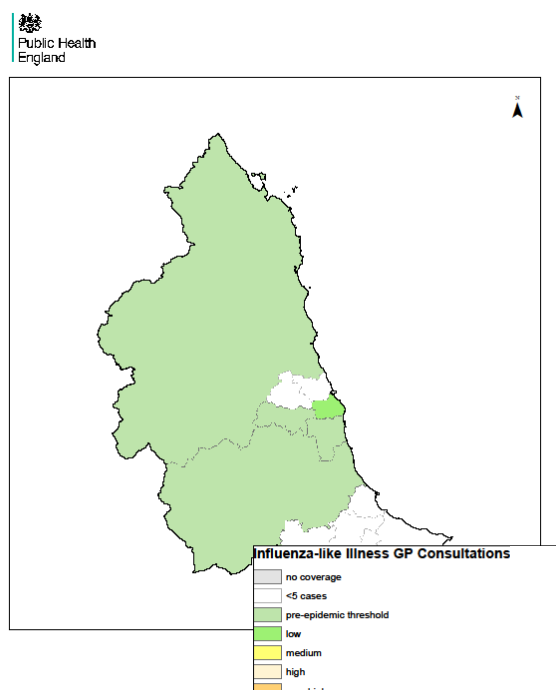 Public Health
England
Influenza-like Illness GP Consultations
no coverage
<5 cases
pre-epidemic threshold
low
medium
high